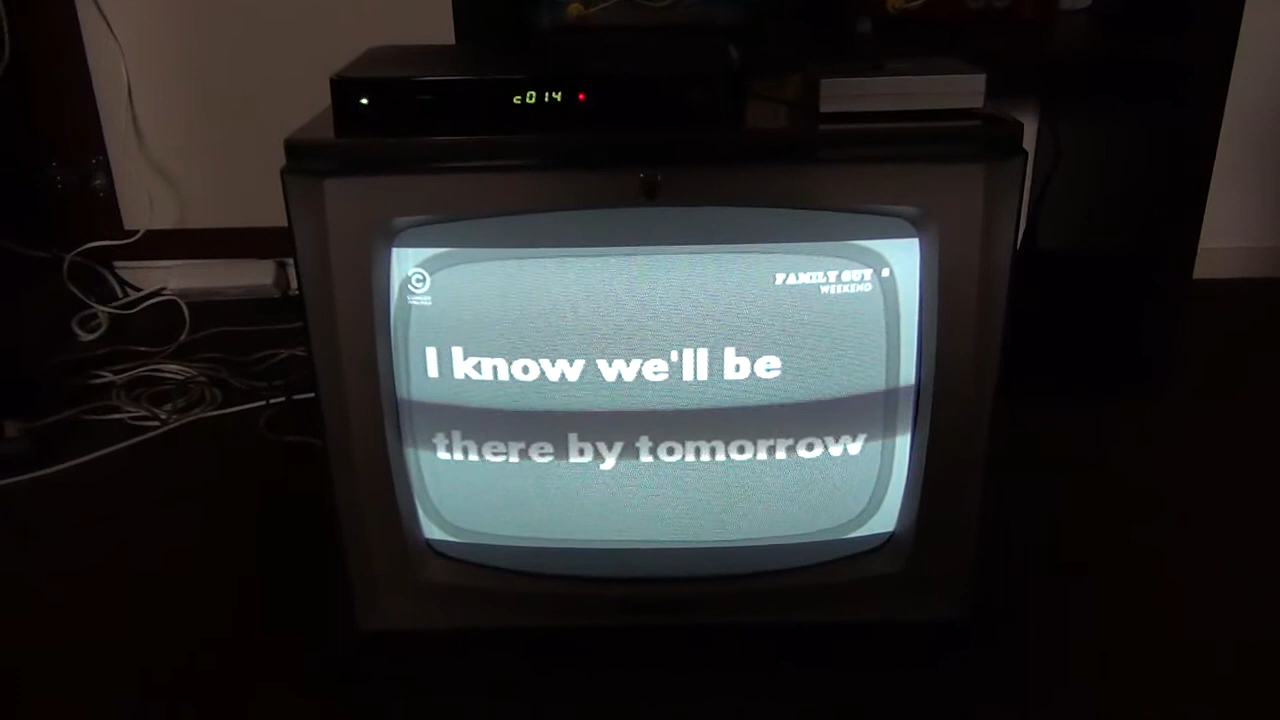 c014
FAMILY GUY
WEEKEND
I know we'll be
there by tomorrow